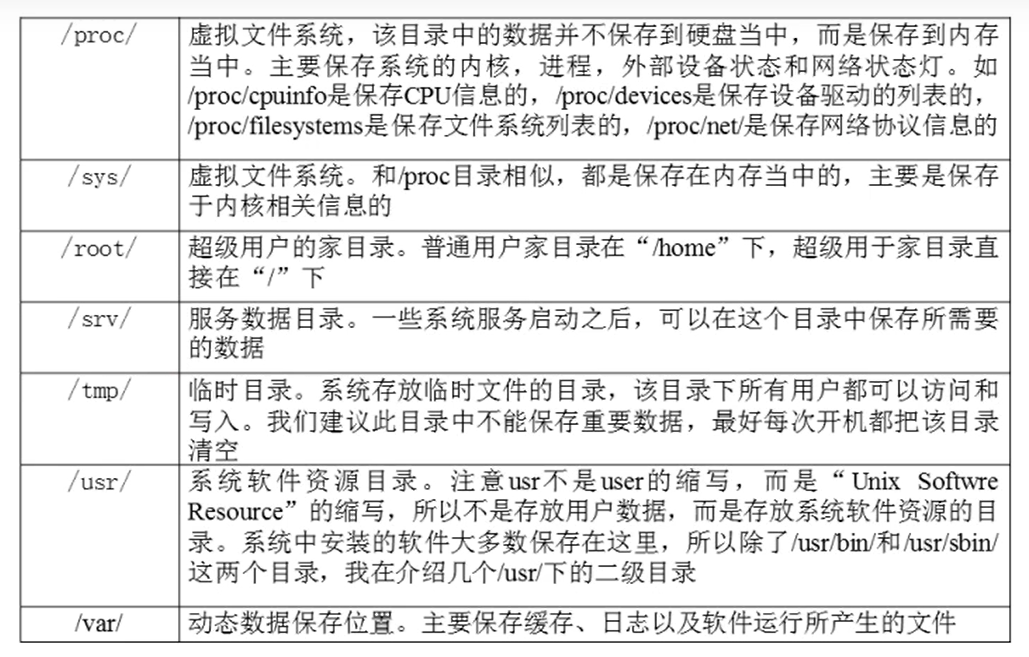 /proc/ 虚拟文件系统，该目录中的数据并不保存到硬盘当中，而是保存到内存
当中。主要保存系统的内核，进程，外部设备状态和网络状态灯。如
/proc/cpuinfo是保存CPU信息的，/proc/devices是保存设备驱动的列表的，
/proc/filesystems是保存文件系统列表的，/proc/net/是保存网络协议信息的
/sys/ 虚拟文件系统。和/proc目录相似，都是保存在内存当中的，主要是保存
于内核相关信息的
/root/ 超级用户的家目录。普通用户家目录在“/home”下，超级用于家目录直
接在“/”下
/srv/ 服务数据目录。一些系统服务启动之后，可以在这个目录中保存所需要
的数据
/tmp/ 临时目录。系统存放临时文件的目录，该目录下所有用户都可以访问和
写入。我们建议此目录中不能保存重要数据，最好每次开机都把该目录
清空
/usr/ 系统软件资源目录。注意usr不是user的缩写，而是“Unix Softwre
Resource”的缩写，所以不是存放用户数据，而是存放系统软件资源的目
录。系统中安装的软件大多数保存在这里，所以除了/usr/bin/和/usr/sbin/
这两个目录，我在介绍几个/usr/下的二级目录
/var/ 动态数据保存位置。主要保存缓存、日志以及软件运行所产生的文件